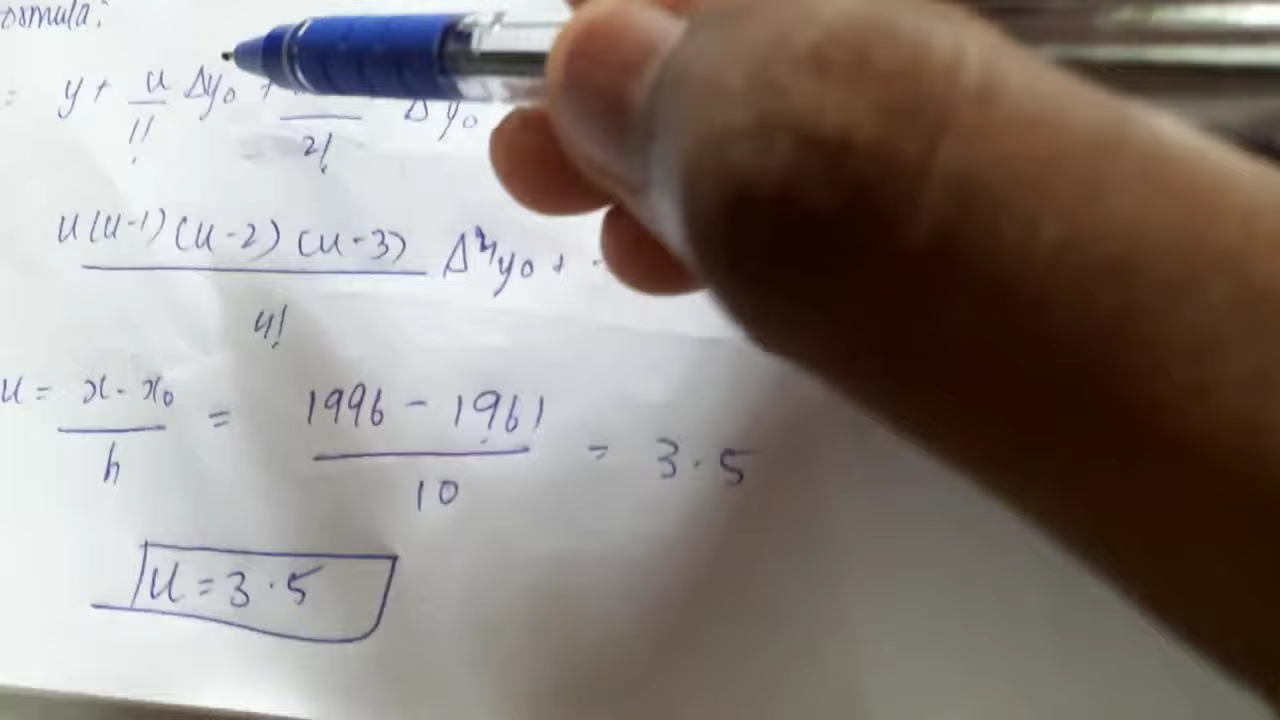 ormula:
= y + u/1! Δy₀ + /2! Δ y₀
u(u-1)(u-2)(u-3)/4! Δ⁴y₀ +
u = x - x₀/h = 1996 - 1961/10 = 3.5
u = 3.5